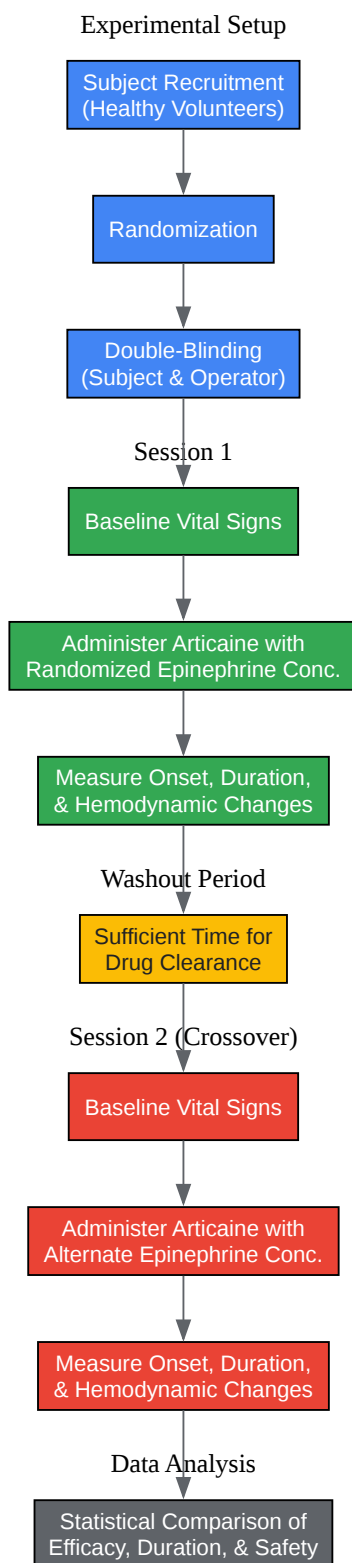 Experimental Setup
Subject Recruitment
(Healthy Volunteers)
Randomization
Double-Blinding
(Subject & Operator)
Session 1
Baseline Vital Signs
Administer Articaine with
Randomized Epinephrine Conc.
Measure Onset, Duration,
& Hemodynamic Changes
Washout Period
Sufficient Time for
Drug Clearance
Session 2 (Crossover)
Baseline Vital Signs
Administer Articaine with
Alternate Epinephrine Conc.
Measure Onset, Duration,
& Hemodynamic Changes
Data Analysis
Statistical Comparison of
Efficacy, Duration, & Safety